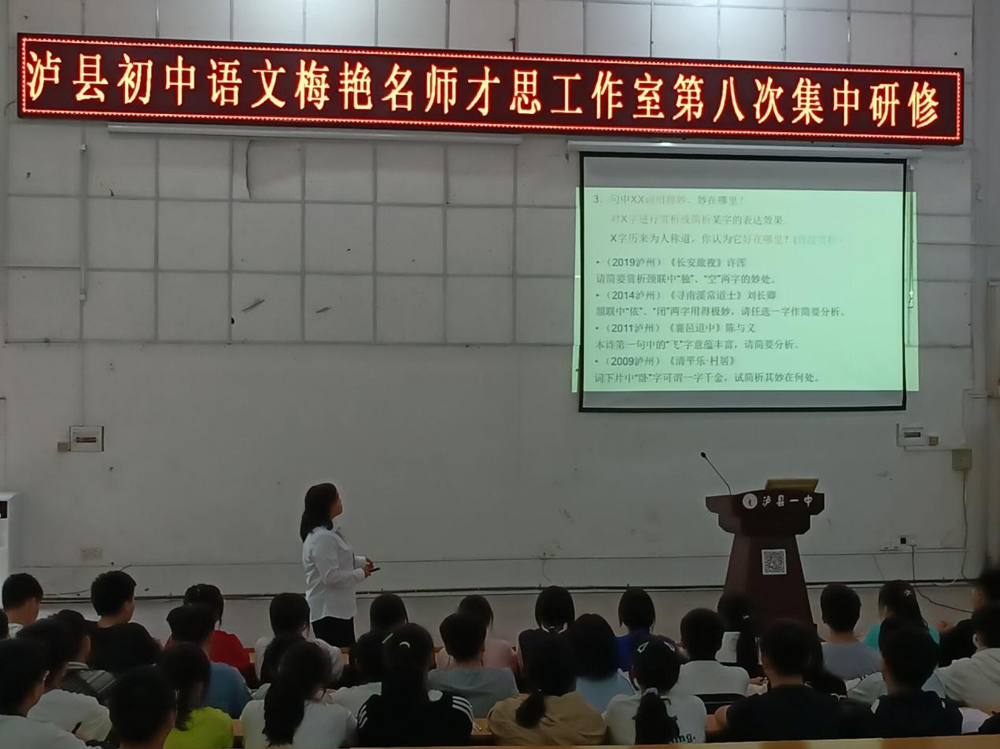 泸县初中语文梅艳名师才思工作室第八次集中研修
3．句中XX词用得妙，妙在哪里？
对X字进行赏析或简析某字的表达效果。
X字历来为人称道，你认为它好在哪里？(直接赏析)
·（2019泸州）《长安旅夜》许浑
请简要赏析颈联中“独”、“空”两字的妙处。
·（2014泸州）《寻南溪常道士》刘长卿
颔联中“依”、“闭”两字用得极妙，请任选一字作简要分析。
·（2011泸州）《襄邑道中》陈与义
本诗第一句中的“飞”字意蕴丰富，请简要分析。
·（2009泸州）《清平乐·村居》
词下片中“卧”字可谓一字千金，试简析其妙在何处。
泸县一中
ng.